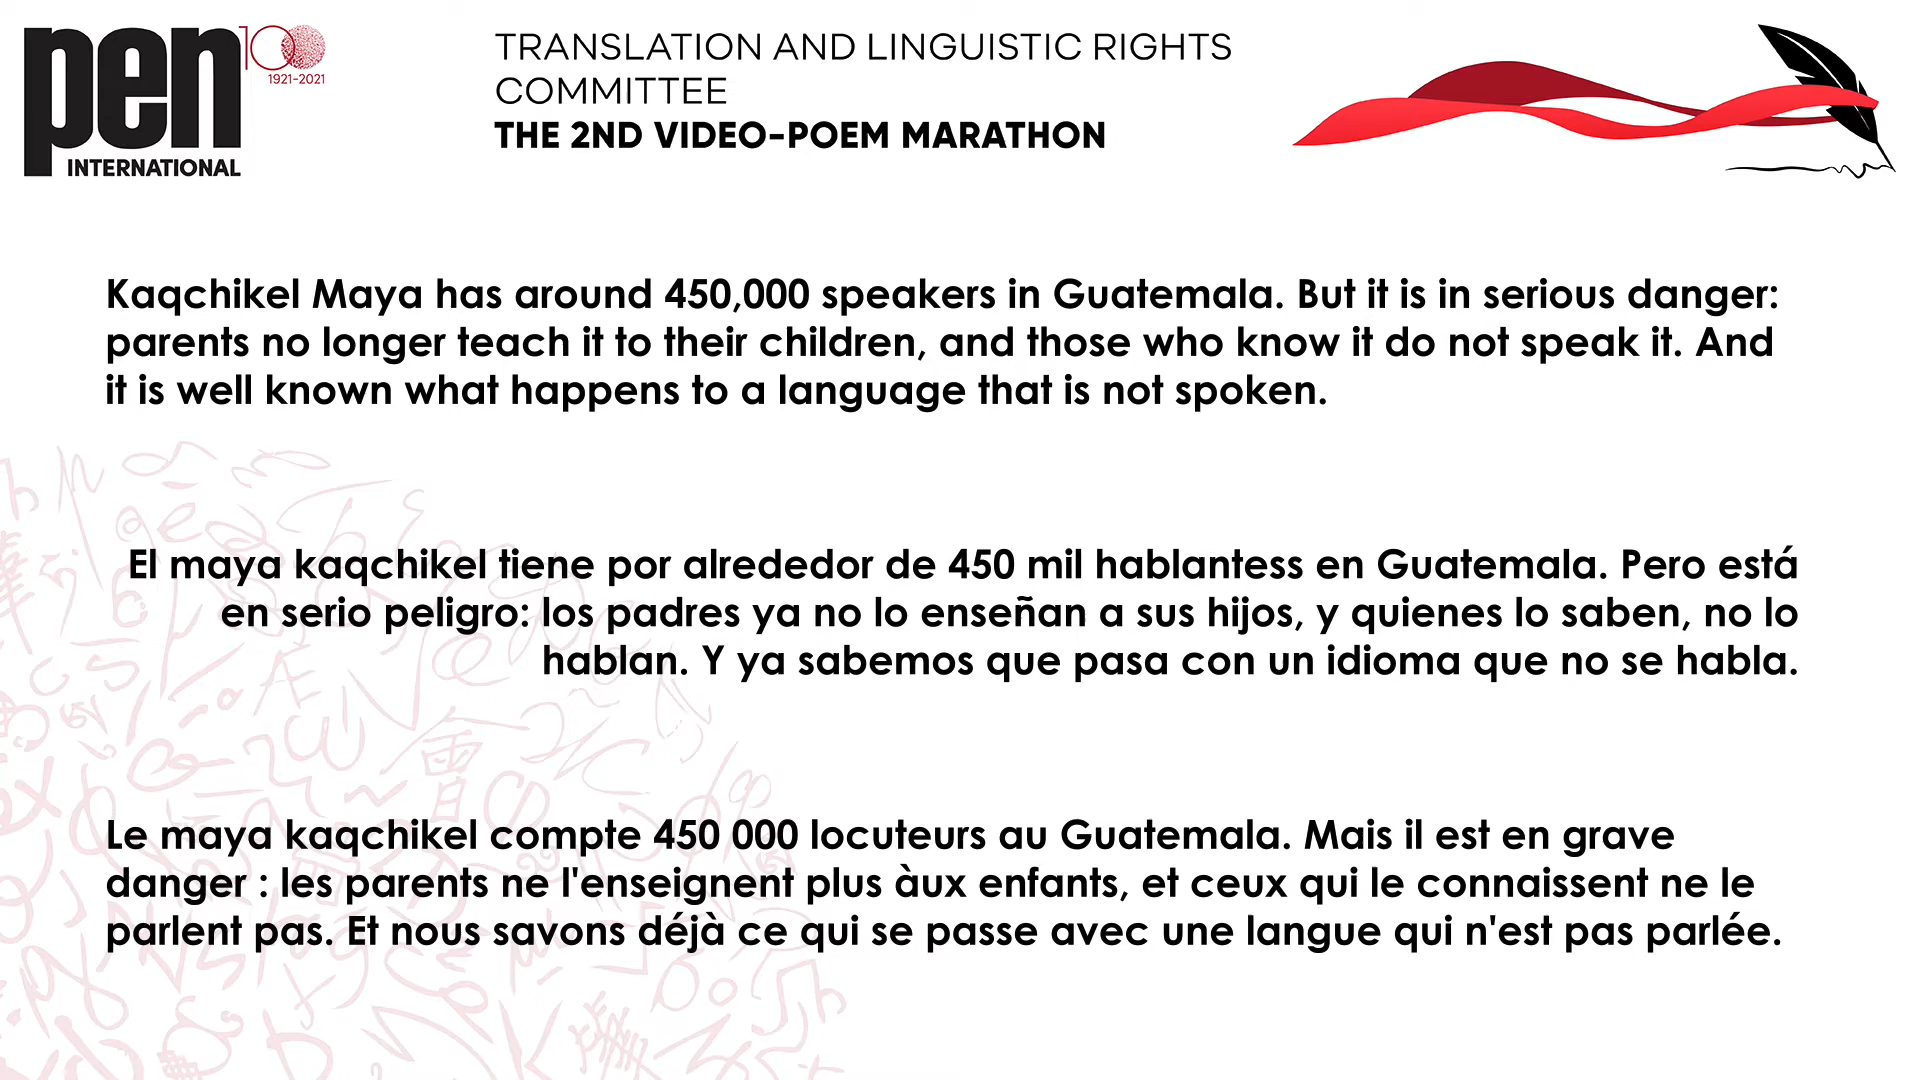 pen
INTERNATIONAL
100
1921-2021
TRANSLATION AND LINGUISTIC RIGHTS
COMMITTEE
THE 2ND VIDEO-POEM MARATHON
Kaqchikel Maya has around 450,000 speakers in Guatemala. But it is in serious danger:
parents no longer teach it to their children, and those who know it do not speak it. And
it is well known what happens to a language that is not spoken.
El maya kaqchikel tiene por alrededor de 450 mil hablantess en Guatemala. Pero está
en serio peligro: los padres ya no lo enseñan a sus hijos, y quienes lo saben, no lo
hablan. Y ya sabemos que pasa con un idioma que no se habla.
Le maya kaqchikel compte 450 000 locuteurs au Guatemala. Mais il est en grave
danger : les parents ne l'enseignent plus àux enfants, et ceux qui le connaissent ne le
parlent pas. Et nous savons déjà ce qui se passe avec une langue qui n'est pas parlée.